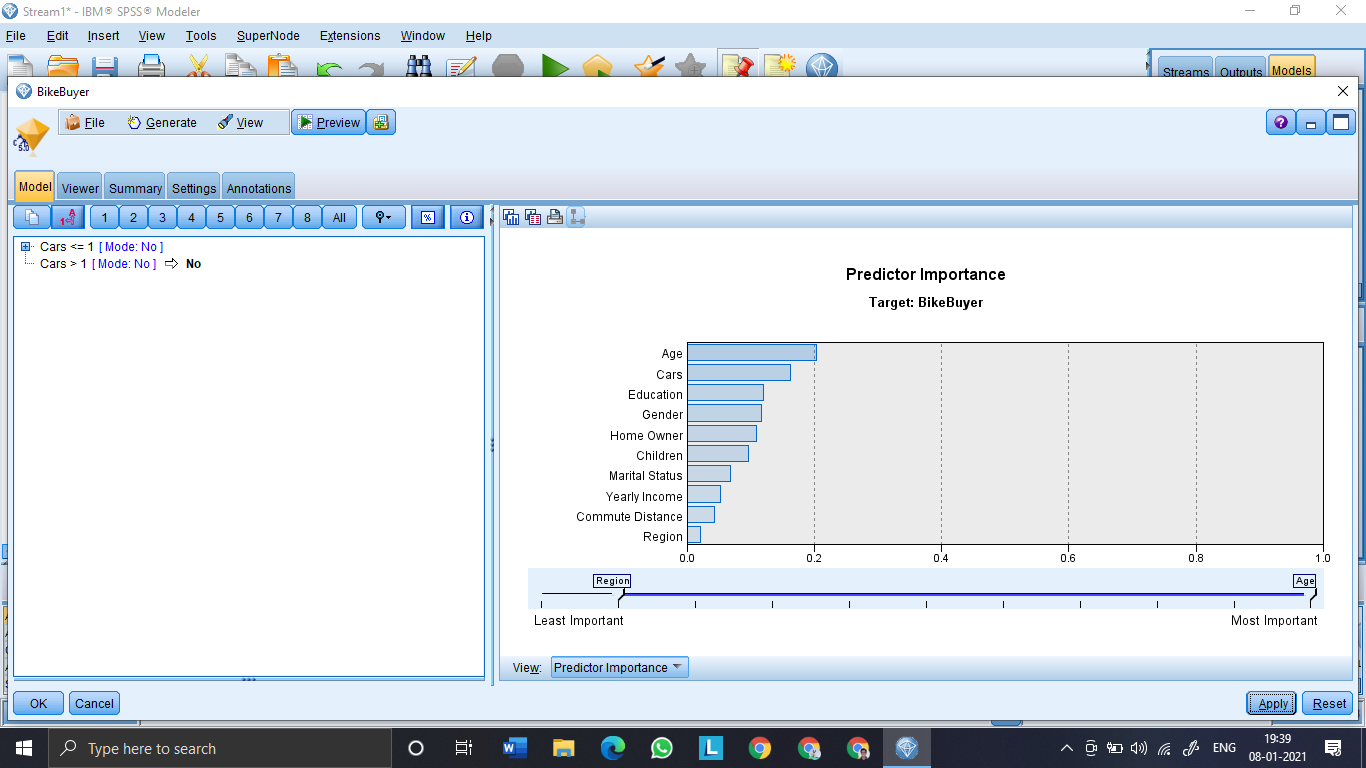 Stream1* - IBM® SPSS® Modeler
File Edit Insert View Tools SuperNode Extensions Window Help
Streams Outputs Models
BikeBuyer
File Generate View Preview
C 5.0
Model Viewer Summary Settings Annotations
1 2 3 4 5 6 7 8 All %
Cars <= 1 [ Mode: No ]
Cars > 1 [ Mode: No ] ⇨ No
Predictor Importance
Target: BikeBuyer
Age
Cars
Education
Gender
Home Owner
Children
Marital Status
Yearly Income
Commute Distance
Region
0.0 0.2 0.4 0.6 0.8 1.0
Region Age
Least Important Most Important
View: Predictor Importance
OK Cancel Apply Reset
Type here to search
ENG
19:39
08-01-2021